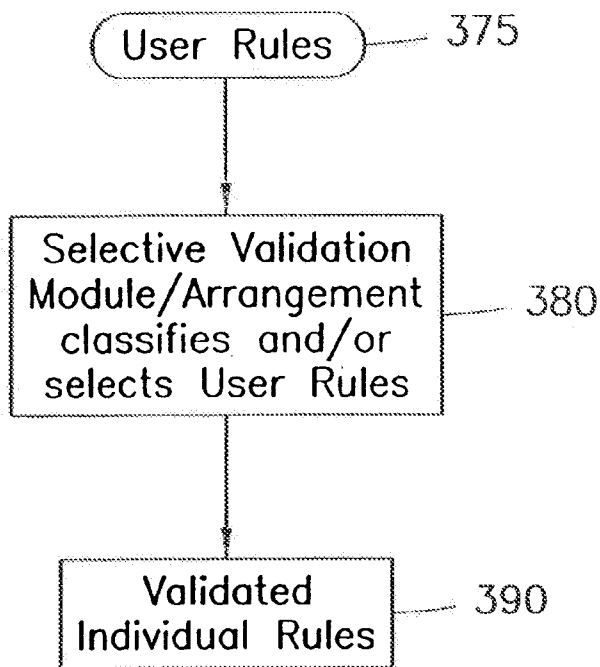 User Rules
375
Selective Validation
Module/Arrangement
classifies and/or
selects User Rules
380
Validated
Individual Rules
390